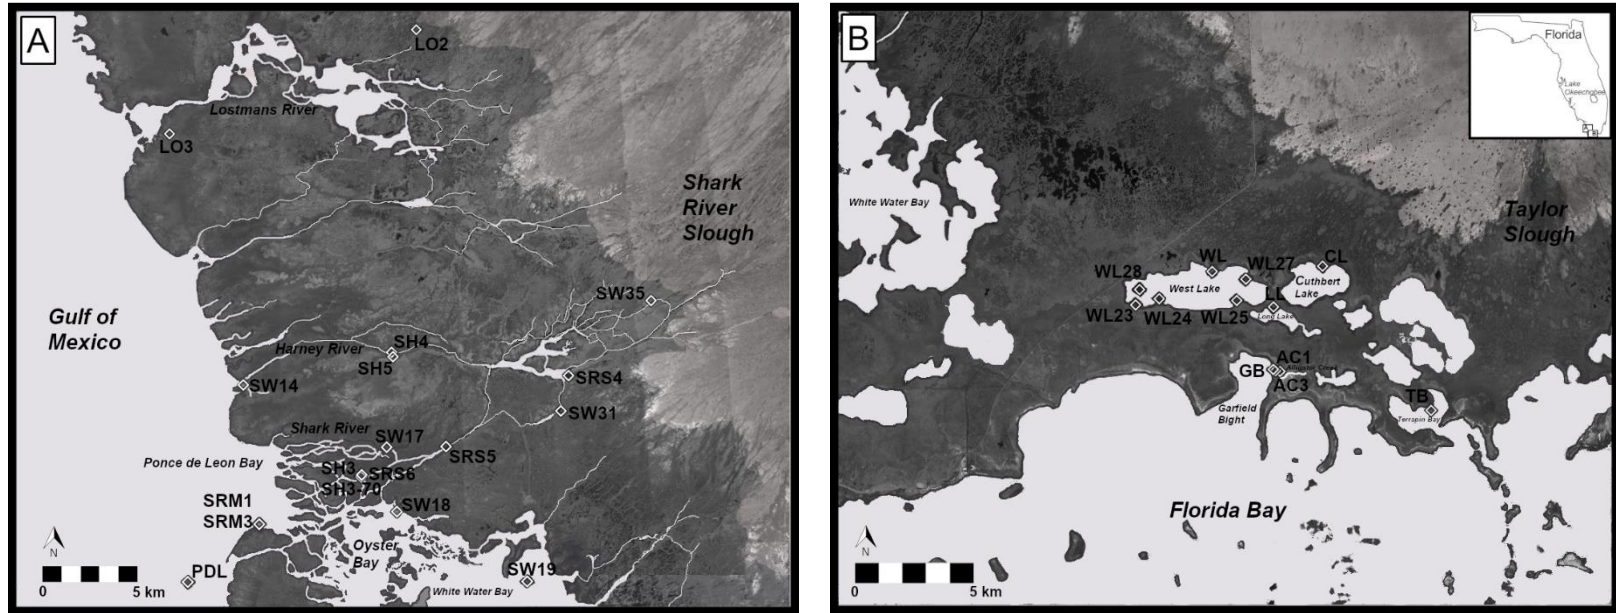 A
LO2
Lostmans River
LO3
Shark
River
Slough
SW35
Gulf of
Mexico
Harney River
SH4
SH5
SW14
SRS4
SW31
Shark River
SW17
SRS5
Ponce de Leon Bay
SH3
SRS6
SH3-70
SRM1
SW18
SRM3
Oyster
Bay
N
PDL
SW19
0
5 km
White Water Bay
B
Florida
Lake
Okeechobee
A
B
White Water Bay
Taylor
Slough
WL28
WL
WL27
CL
West Lake
Cuthbert
Lake
WL23
WL24
WL25
LL
Long Lake
AC1
GB
Alligator Creek
AC3
TB
Garfield
Bight
Terrapin Bay
Florida Bay
N
0
5 km